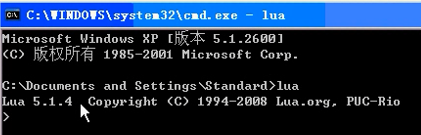 C:\WINDOWS\system32\cmd.exe - lua
Microsoft Windows XP [版本 5.1.2600]
(C) 版权所有 1985-2001 Microsoft Corp.
C:\Documents and Settings\Standard>lua
Lua 5.1.4  Copyright (C) 1994-2008 Lua.org, PUC-Rio
>